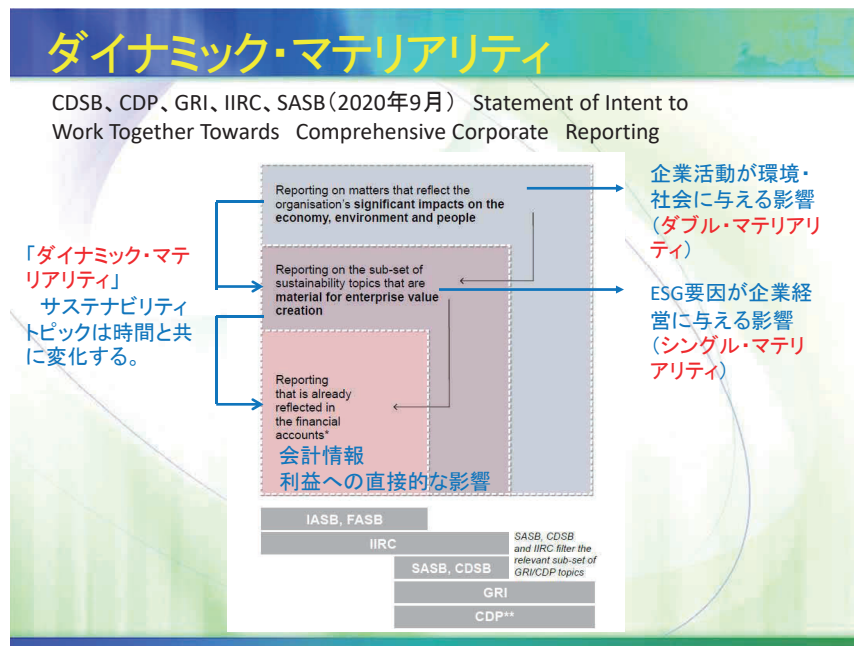 ダイナミック・マテリアリティ
CDSB、CDP、GRI、IIRC、SASB（2020年9月） Statement of Intent to
Work Together Towards Comprehensive Corporate Reporting
Reporting on matters that reflect the
organisation's significant impacts on the
economy, environment and people
企業活動が環境・
社会に与える影響
（ダブル・マテリアリ
ティ）
「ダイナミック・マテ
リアリティ」
サステナビリティ
トピックは時間と共
に変化する。
Reporting on the sub-set of
sustainability topics that are
material for enterprise value
creation
ESG要因が企業経
営に与える影響
（シングル・マテリ
アリティ）
Reporting
that is already
reflected in
the financial
accounts*
会計情報
利益への直接的な影響
IASB, FASB
IIRC
SASB, CDSB
SASB, CDSB
and IIRC filter the
relevant sub-set of
GRI/CDP topics
GRI
CDP**